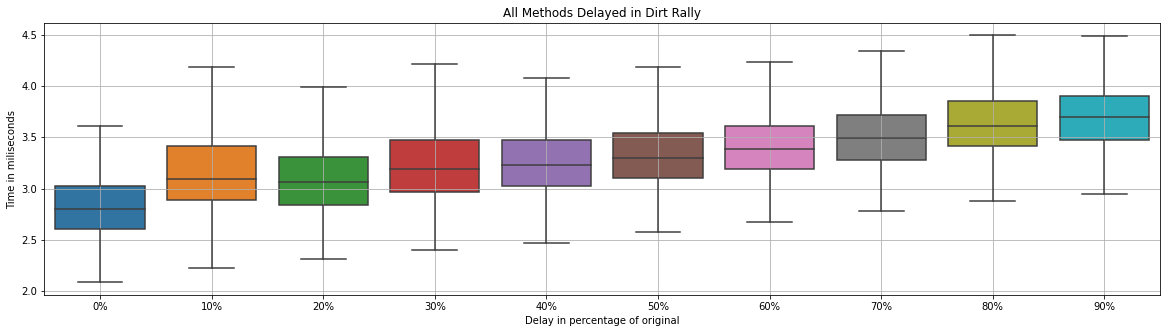 All Methods Delayed in Dirt Rally
Time in miliseconds
4.5
4.0
3.5
3.0
2.5
2.0
0% 10% 20% 30% 40% 50% 60% 70% 80% 90%
Delay in percentage of original